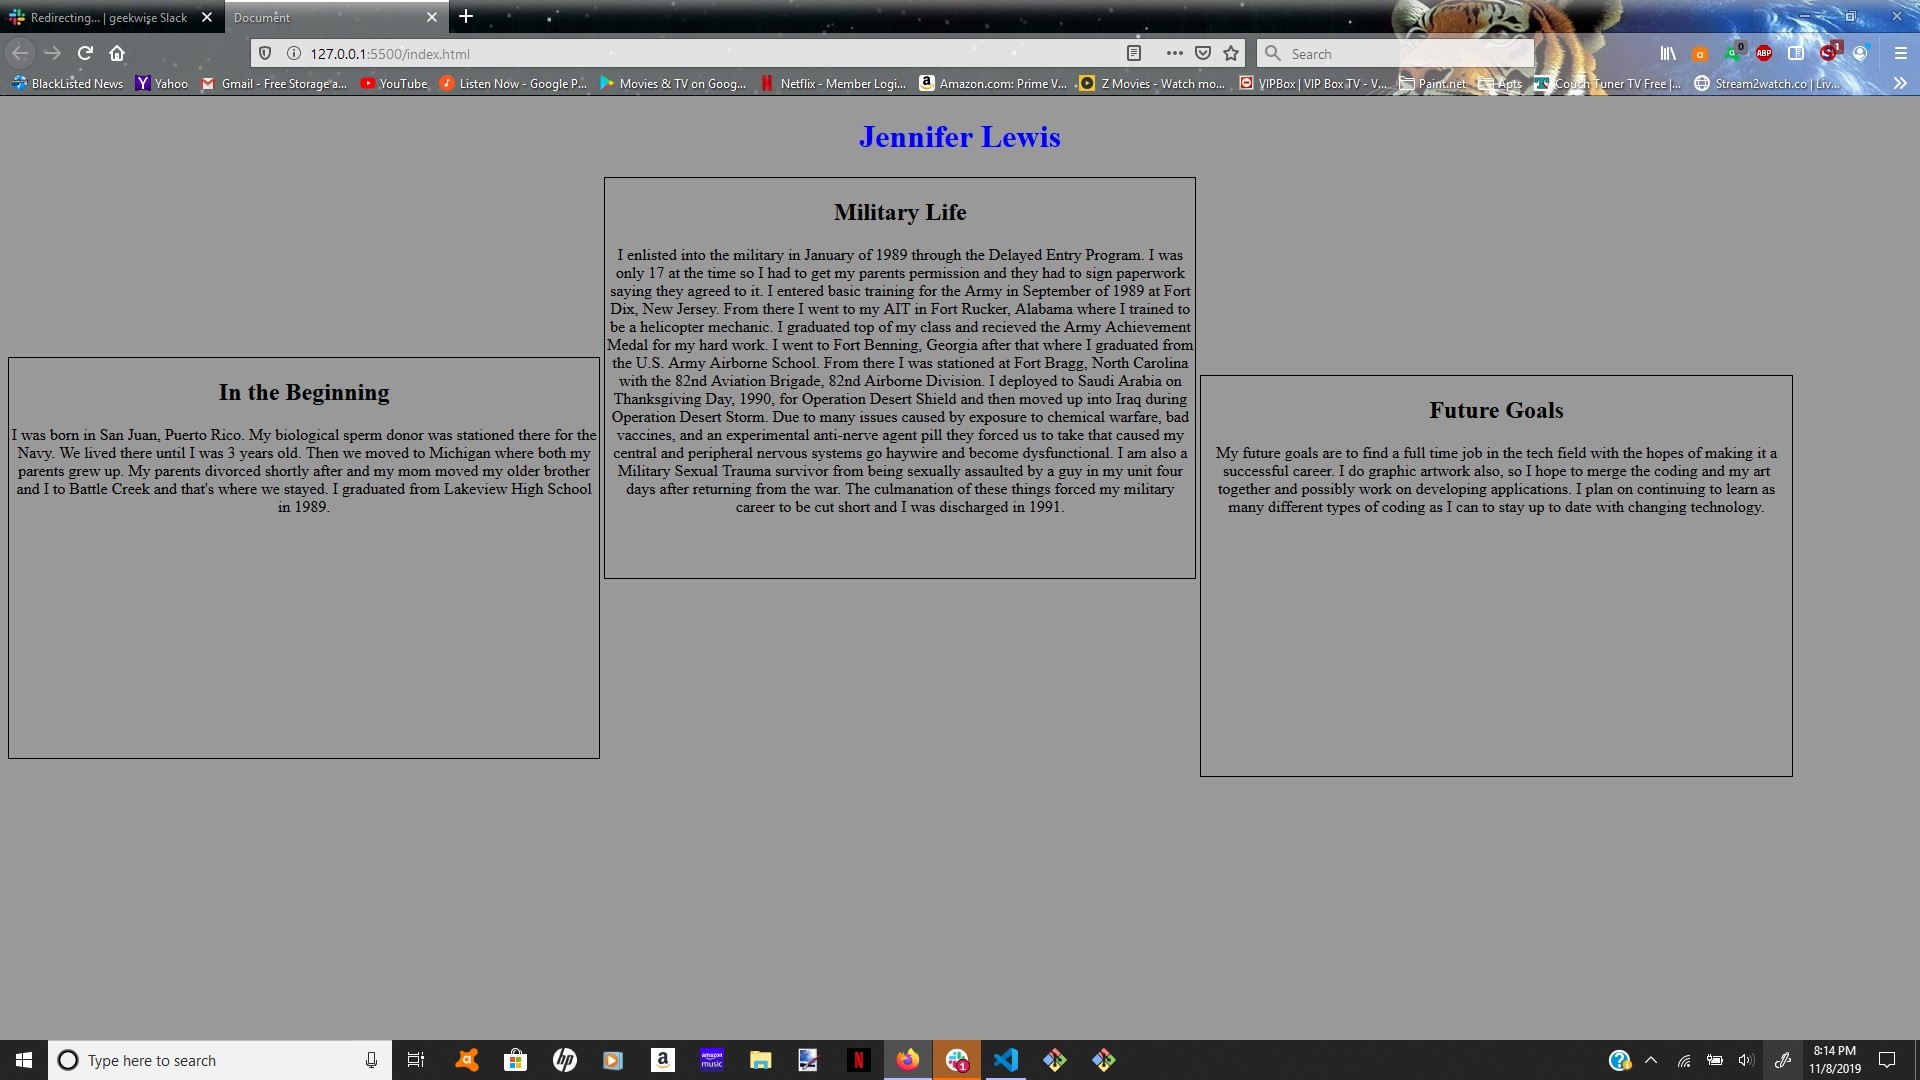 Redirecting... | geekwise Slack
Document
127.0.0.1:5500/index.html
Search
0
ABP
1
BlackListed News
Yahoo
Gmail - Free Storage a...
YouTube
Listen Now - Google P...
Movies & TV on Goog...
Netflix - Member Logi...
Amazon.com: Prime V...
Z Movies - Watch mo...
VIPBox | VIP Box TV - V...
Paint.net
Apts
Couch Tuner TV Free |...
Stream2watch.co | Liv...
Jennifer Lewis
In the Beginning
I was born in San Juan, Puerto Rico. My biological sperm donor was stationed there for the
Navy. We lived there until I was 3 years old. Then we moved to Michigan where both my
parents grew up. My parents divorced shortly after and my mom moved my older brother
and I to Battle Creek and that's where we stayed. I graduated from Lakeview High School
in 1989.
Military Life
I enlisted into the military in January of 1989 through the Delayed Entry Program. I was
only 17 at the time so I had to get my parents permission and they had to sign paperwork
saying they agreed to it. I entered basic training for the Army in September of 1989 at Fort
Dix, New Jersey. From there I went to my AIT in Fort Rucker, Alabama where I trained to
be a helicopter mechanic. I graduated top of my class and recieved the Army Achievement
Medal for my hard work. I went to Fort Benning, Georgia after that where I graduated from
the U.S. Army Airborne School. From there I was stationed at Fort Bragg, North Carolina
with the 82nd Aviation Brigade, 82nd Airborne Division. I deployed to Saudi Arabia on
Thanksgiving Day, 1990, for Operation Desert Shield and then moved up into Iraq during
Operation Desert Storm. Due to many issues caused by exposure to chemical warfare, bad
vaccines, and an experimental anti-nerve agent pill they forced us to take that caused my
central and peripheral nervous systems go haywire and become dysfunctional. I am also a
Military Sexual Trauma survivor from being sexually assaulted by a guy in my unit four
days after returning from the war. The culmanation of these things forced my military
career to be cut short and I was discharged in 1991.
Future Goals
My future goals are to find a full time job in the tech field with the hopes of making it a
successful career. I do graphic artwork also, so I hope to merge the coding and my art
together and possibly work on developing applications. I plan on continuing to learn as
many different types of coding as I can to stay up to date with changing technology.
Type here to search
hp
a
amazon music
N
1
8:14 PM
11/8/2019